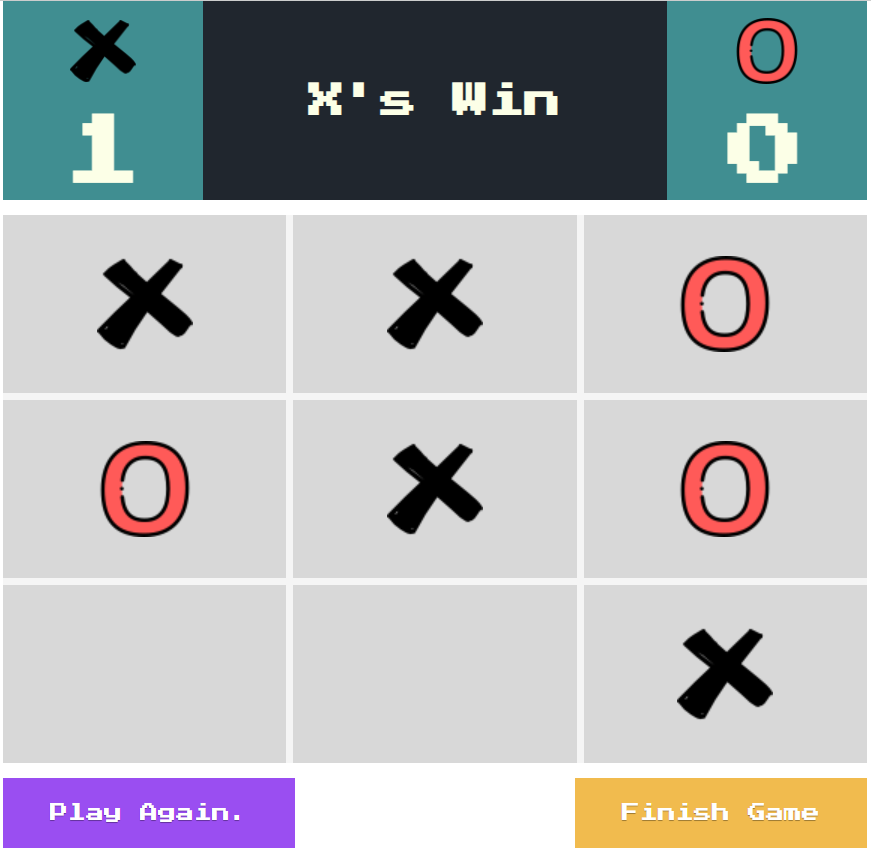 X's Win
1
0
X X O
O X O
X
Play Again.
Finish Game